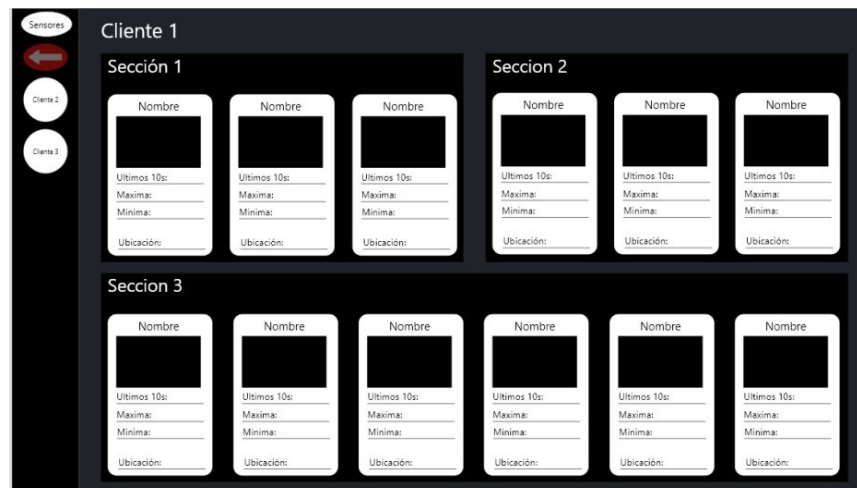 Sensores
Cliente 2
Cliente 3
Cliente 1
Sección 1
Nombre
Ultimos 10s:
Maxima:
Minima:
Ubicación:
Nombre
Ultimos 10s:
Maxima:
Minima:
Ubicación:
Nombre
Ultimos 10s:
Maxima:
Minima:
Ubicación:
Seccion 2
Nombre
Ultimos 10s:
Maxima:
Minima:
Ubicación:
Nombre
Ultimos 10s:
Maxima:
Minima:
Ubicación:
Nombre
Ultimos 10s:
Maxima:
Minima:
Ubicación:
Seccion 3
Nombre
Ultimos 10s:
Maxima:
Minima:
Ubicación:
Nombre
Ultimos 10s:
Maxima:
Minima:
Ubicación:
Nombre
Ultimos 10s:
Maxima:
Minima:
Ubicación:
Nombre
Ultimos 10s:
Maxima:
Minima:
Ubicación:
Nombre
Ultimos 10s:
Maxima:
Minima:
Ubicación:
Nombre
Ultimos 10s:
Maxima:
Minima:
Ubicación: